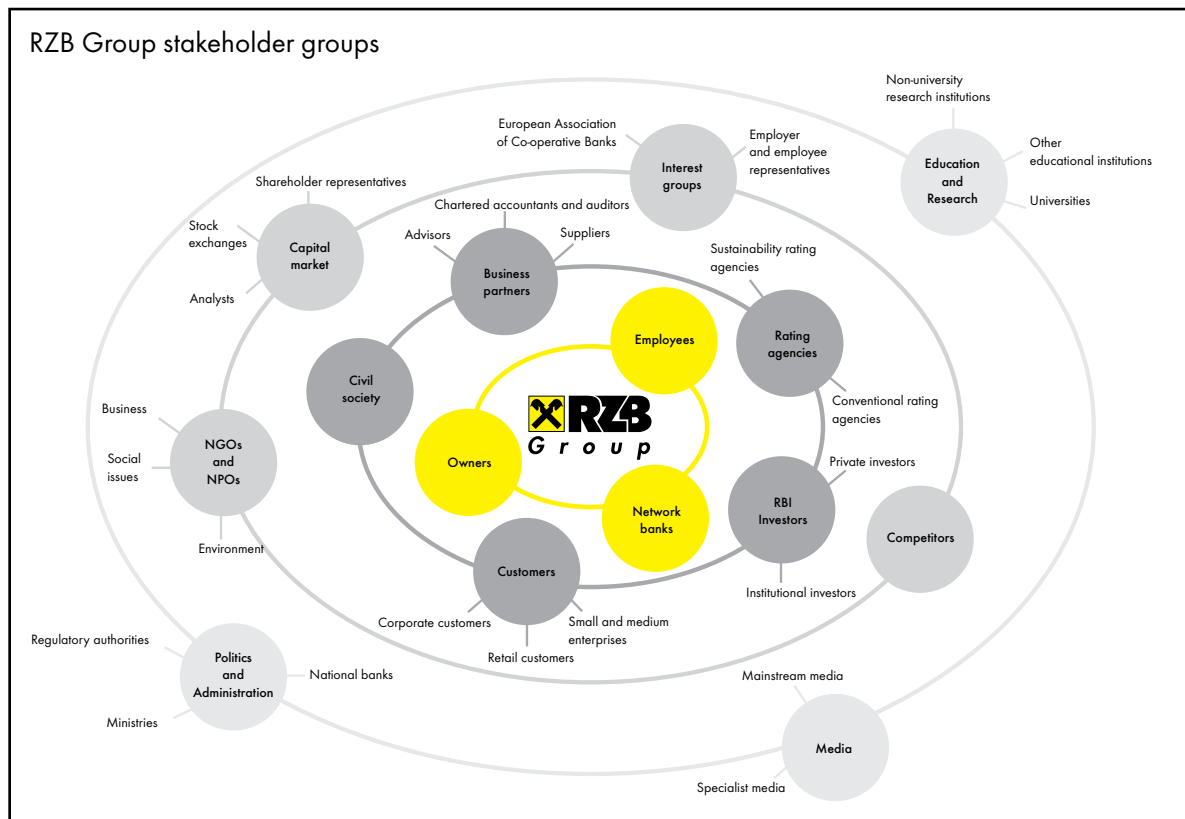 RZB Group stakeholder groups
Non-university
research institutions
European Association
of Co-operative Banks
Employer
and employee
representatives
Interest
groups
Education
and
Research
Other
educational institutions
Universities
Shareholder representatives
Stock
exchanges
Capital
market
Analysts
Chartered accountants and auditors
Advisors
Suppliers
Business
partners
Sustainability rating
agencies
Rating
agencies
Conventional rating
agencies
Employees
Civil
society
RZB
Group
Owners
Network
banks
Business
Social
issues
NGOs
and
NPOs
Environment
Private investors
RBI
Investors
Institutional investors
Competitors
Customers
Corporate customers
Small and medium
enterprises
Retail customers
Regulatory authorities
Politics
and
Administration
National banks
Ministries
Mainstream media
Media
Specialist media